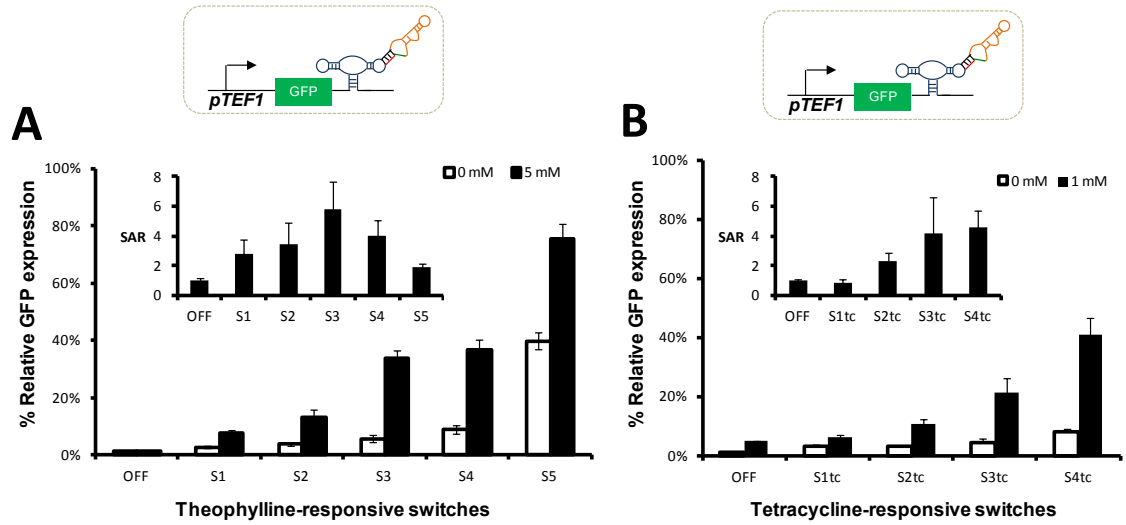 pTEF1
GFP
A
100%
80%
60%
40%
20%
0%
% Relative GFP expression
0 mM
5 mM
SAR
8
6
4
2
0
OFF S1 S2 S3 S4 S5
OFF S1 S2 S3 S4 S5
Theophylline-responsive switches
pTEF1
GFP
B
100%
80%
60%
40%
20%
0%
% Relative GFP expression
0 mM
1 mM
SAR
8
6
4
2
0
OFF S1tc S2tc S3tc S4tc
OFF S1tc S2tc S3tc S4tc
Tetracycline-responsive switches